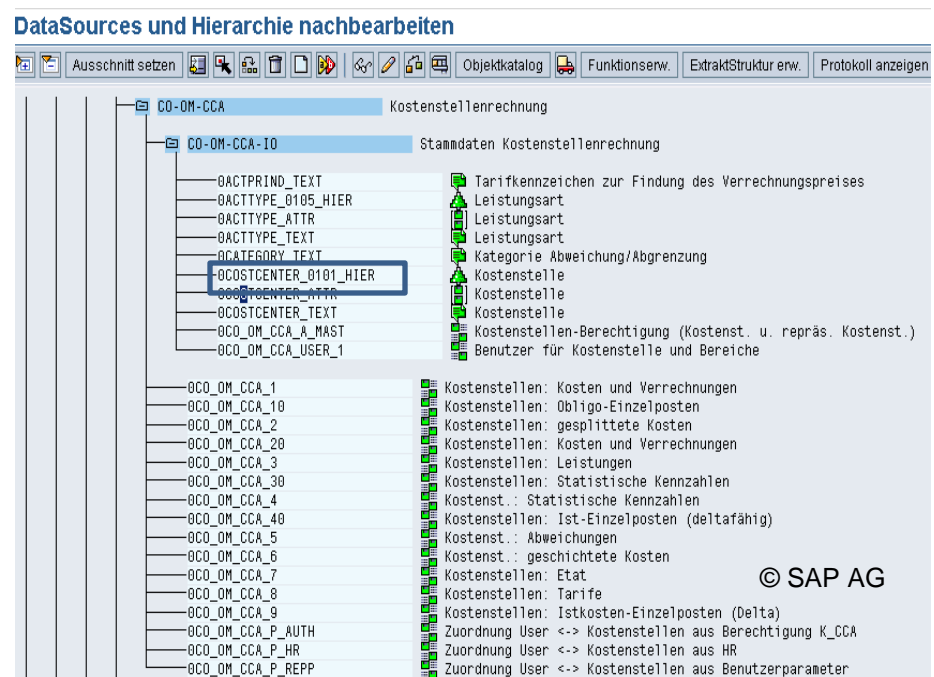 DataSources und Hierarchie nachbearbeiten
Ausschnitt setzen Objektkatalog Funktionserw. ExtraktStruktur erw. Protokoll anzeigen
CO-OM-CCA Kostenstellenrechnung
CO-OM-CCA-IO Stammdaten Kostenstellenrechnung
0ACTPRIND_TEXT Tarifkennzeichen zur Findung des Verrechnungspreises
0ACTTYPE_0105_HIER Leistungsart
0ACTTYPE_ATTR Leistungsart
0ACTTYPE_TEXT Leistungsart
0CATEGORY_TEXT Kategorie Abweichung/Abgrenzung
0COSTCENTER_0101_HIER Kostenstelle
0COSTCENTER_ATTR Kostenstelle
0COSTCENTER_TEXT Kostenstelle
0CO_OM_CCA_A_MAST Kostenstellen-Berechtigung (Kostenst. u. repräs. Kostenst.)
0CO_OM_CCA_USER_1 Benutzer für Kostenstelle und Bereiche
0CO_OM_CCA_1 Kostenstellen: Kosten und Verrechnungen
0CO_OM_CCA_10 Kostenstellen: Obligo-Einzelposten
0CO_OM_CCA_2 Kostenstellen: gesplittete Kosten
0CO_OM_CCA_20 Kostenstellen: Kosten und Verrechnungen
0CO_OM_CCA_3 Kostenstellen: Leistungen
0CO_OM_CCA_30 Kostenstellen: Statistische Kennzahlen
0CO_OM_CCA_4 Kostenst.: Statistische Kennzahlen
0CO_OM_CCA_40 Kostenstellen: Ist-Einzelposten (deltafähig)
0CO_OM_CCA_5 Kostenst.: Abweichungen
0CO_OM_CCA_6 Kostenst.: geschichtete Kosten
0CO_OM_CCA_7 Kostenstellen: Etat
© SAP AG
0CO_OM_CCA_8 Kostenstellen: Tarife
0CO_OM_CCA_9 Kostenstellen: Istkosten-Einzelposten (Delta)
0CO_OM_CCA_P_AUTH Zuordnung User <-> Kostenstellen aus Berechtigung K_CCA
0CO_OM_CCA_P_HR Zuordnung User <-> Kostenstellen aus HR
0CO_OM_CCA_P_REPP Zuordnung User <-> Kostenstellen aus Benutzerparameter